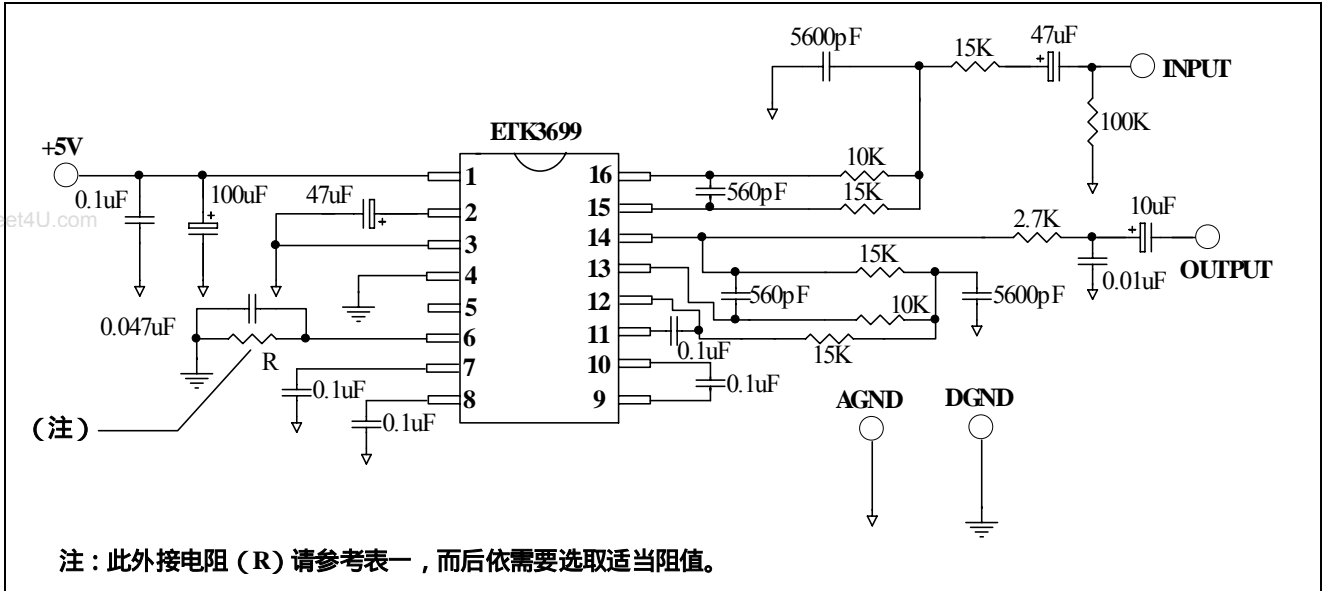 5600pF
15K
47uF
INPUT
100K
ETK3699
+5V
0.1uF
100uF
47uF
1
2
3
4
5
6
7
8
16
15
14
13
12
11
10
9
10K
560pF
15K
2.7K
10uF
OUTPUT
0.01uF
15K
560pF
5600pF
10K
0.1uF
15K
0.1uF
eet4U.com
0.047uF
R
0.1uF
0.1uF
(注)
AGND
DGND
注:此外接电阻(R)请参考表一,而后依需要选取适当阻值。